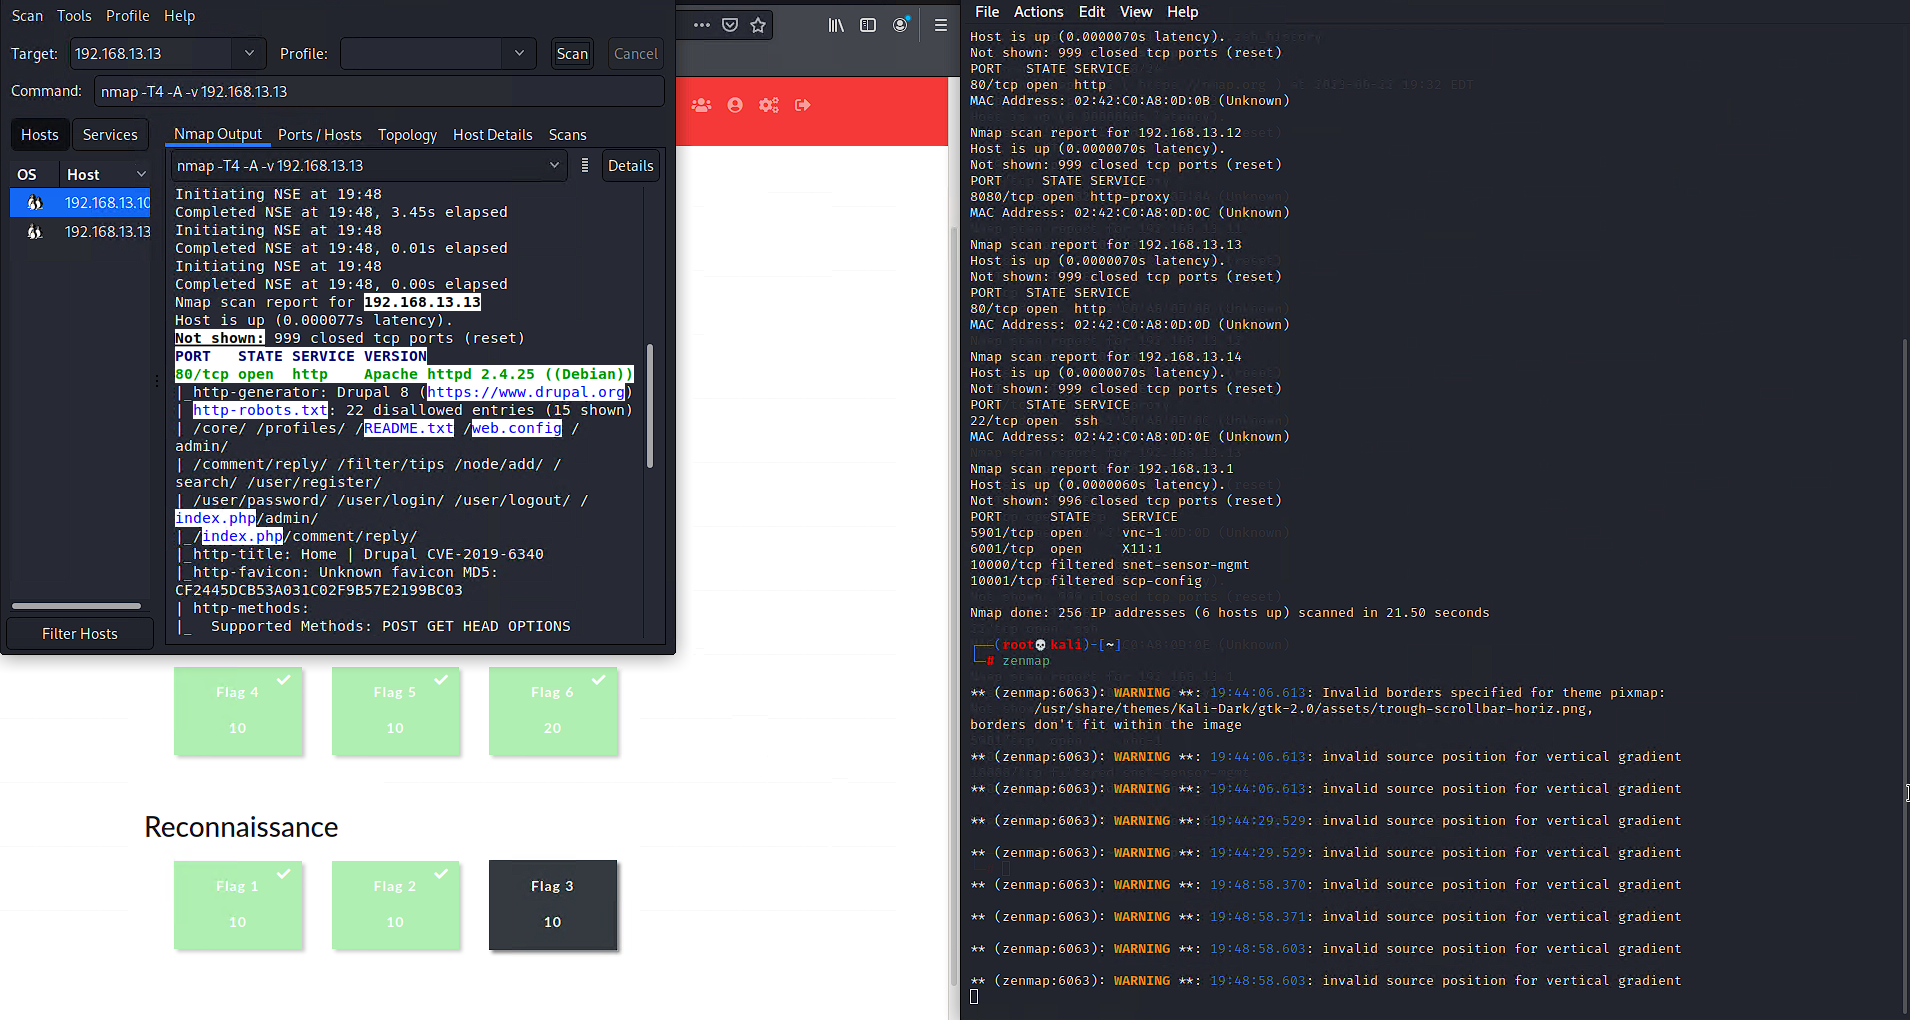 Scan Tools Profile Help
Target: 192.168.13.13 Profile: Scan Cancel
Command: nmap -T4 -A -v 192.168.13.13
Hosts Services
Nmap Output Ports / Hosts Topology Host Details Scans
nmap -T4 -A -v 192.168.13.13 Details
OS Host
192.168.13.10
192.168.13.13
Filter Hosts
Initiating NSE at 19:48
Completed NSE at 19:48, 3.45s elapsed
Initiating NSE at 19:48
Completed NSE at 19:48, 0.01s elapsed
Initiating NSE at 19:48
Completed NSE at 19:48, 0.00s elapsed
Nmap scan report for 192.168.13.13
Host is up (0.000077s latency).
Not shown: 999 closed tcp ports (reset)
PORT   STATE SERVICE VERSION
80/tcp open  http    Apache httpd 2.4.25 ((Debian))
|_http-generator: Drupal 8 (https://www.drupal.org)
| http-robots.txt: 22 disallowed entries (15 shown)
| /core/ /profiles/ /README.txt /web.config /
admin/
| /comment/reply/ /filter/tips /node/add/ /
search/ /user/register/
| /user/password/ /user/login/ /user/logout/ /
index.php/admin/
|_/index.php/comment/reply/
|_http-title: Home | Drupal CVE-2019-6340
|_http-favicon: Unknown favicon MD5:
CF2445DCB53A031C02F9B57E2199BC03
| http-methods:
|_  Supported Methods: POST GET HEAD OPTIONS
Flag 4
10
Flag 5
10
Flag 6
20
Reconnaissance
Flag 1
10
Flag 2
10
Flag 3
10
File Actions Edit View Help
Host is up (0.0000070s latency).
Not shown: 999 closed tcp ports (reset)
PORT   STATE SERVICE
80/tcp open  http
MAC Address: 02:42:C0:A8:0D:0B (Unknown)
Nmap scan report for 192.168.13.12
Host is up (0.0000070s latency).
Not shown: 999 closed tcp ports (reset)
PORT     STATE SERVICE
8080/tcp open  http-proxy
MAC Address: 02:42:C0:A8:0D:0C (Unknown)
Nmap scan report for 192.168.13.13
Host is up (0.0000070s latency).
Not shown: 999 closed tcp ports (reset)
PORT   STATE SERVICE
80/tcp open  http
MAC Address: 02:42:C0:A8:0D:0D (Unknown)
Nmap scan report for 192.168.13.14
Host is up (0.0000070s latency).
Not shown: 999 closed tcp ports (reset)
PORT   STATE SERVICE
22/tcp open  ssh
MAC Address: 02:42:C0:A8:0D:0E (Unknown)
Nmap scan report for 192.168.13.1
Host is up (0.0000060s latency).
Not shown: 996 closed tcp ports (reset)
PORT      STATE    SERVICE
5901/tcp  open     vnc-1
6001/tcp  open     X11:1
10000/tcp filtered snet-sensor-mgmt
10001/tcp filtered scp-config
Nmap done: 256 IP addresses (6 hosts up) scanned in 21.50 seconds
(root💀kali)-[~]
# zenmap
** (zenmap:6063): WARNING **: 19:44:06.613: Invalid borders specified for theme pixmap:
/usr/share/themes/Kali-Dark/gtk-2.0/assets/trough-scrollbar-horiz.png,
borders don't fit within the image
** (zenmap:6063): WARNING **: 19:44:06.613: invalid source position for vertical gradient
** (zenmap:6063): WARNING **: 19:44:06.613: invalid source position for vertical gradient
** (zenmap:6063): WARNING **: 19:44:29.529: invalid source position for vertical gradient
** (zenmap:6063): WARNING **: 19:44:29.529: invalid source position for vertical gradient
** (zenmap:6063): WARNING **: 19:48:58.370: invalid source position for vertical gradient
** (zenmap:6063): WARNING **: 19:48:58.371: invalid source position for vertical gradient
** (zenmap:6063): WARNING **: 19:48:58.603: invalid source position for vertical gradient
** (zenmap:6063): WARNING **: 19:48:58.603: invalid source position for vertical gradient